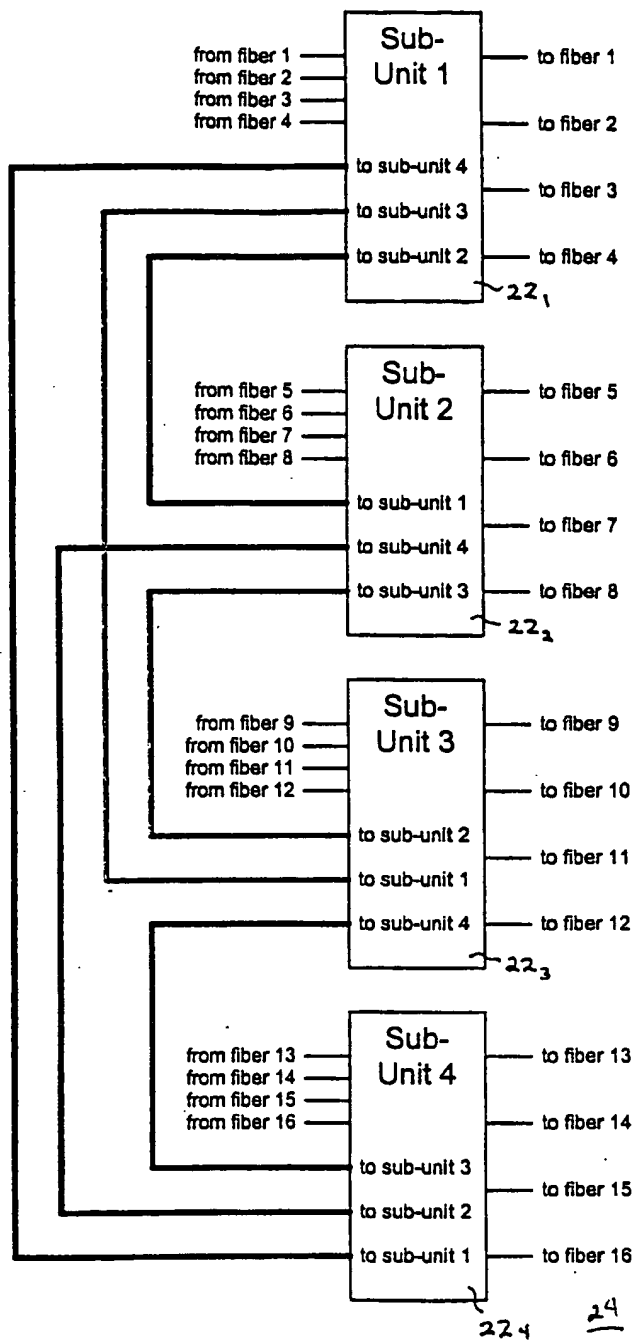 Sub-
Unit 1
from fiber 1
from fiber 2
from fiber 3
from fiber 4
to sub-unit 4
to sub-unit 3
to sub-unit 2
to fiber 1
to fiber 2
to fiber 3
to fiber 4
22₁
Sub-
Unit 2
from fiber 5
from fiber 6
from fiber 7
from fiber 8
to sub-unit 1
to sub-unit 4
to sub-unit 3
to fiber 5
to fiber 6
to fiber 7
to fiber 8
22₂
Sub-
Unit 3
from fiber 9
from fiber 10
from fiber 11
from fiber 12
to sub-unit 2
to sub-unit 1
to sub-unit 4
to fiber 9
to fiber 10
to fiber 11
to fiber 12
22₃
Sub-
Unit 4
from fiber 13
from fiber 14
from fiber 15
from fiber 16
to sub-unit 3
to sub-unit 2
to sub-unit 1
to fiber 13
to fiber 14
to fiber 15
to fiber 16
22₄
24